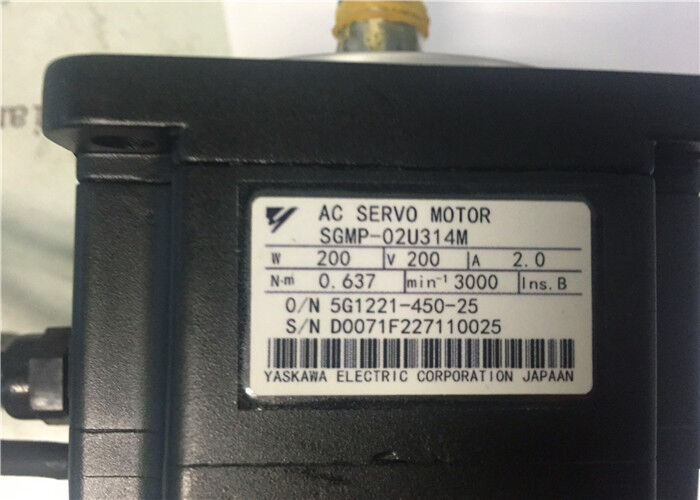 AC SERVO MOTOR
SGMP-02U314M
W 200 V 200 A 2.0
N·m 0.637 min⁻¹ 3000 Ins.B
O/N 5G1221-450-25
S/N D0071F227110025
YASKAWA ELECTRIC CORPORATION JAPAAN